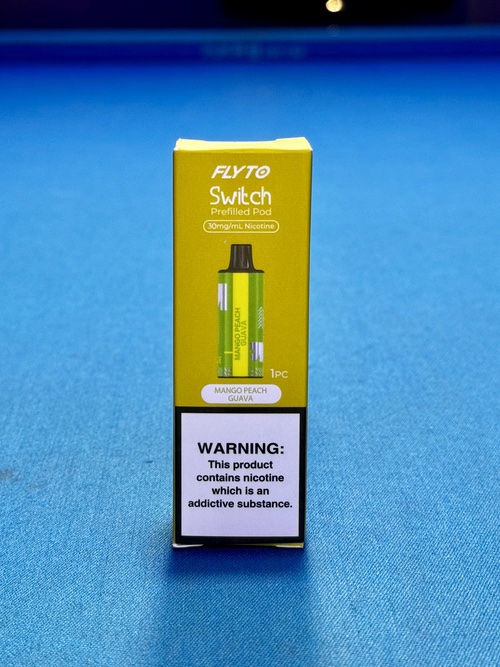 FLYTO
Switch
Prefilled Pod
30mg/mL Nicotine
MANGO PEACH
GUAVA
1PC
MANGO PEACH
GUAVA
WARNING:
This product
contains nicotine
which is an
addictive substance.